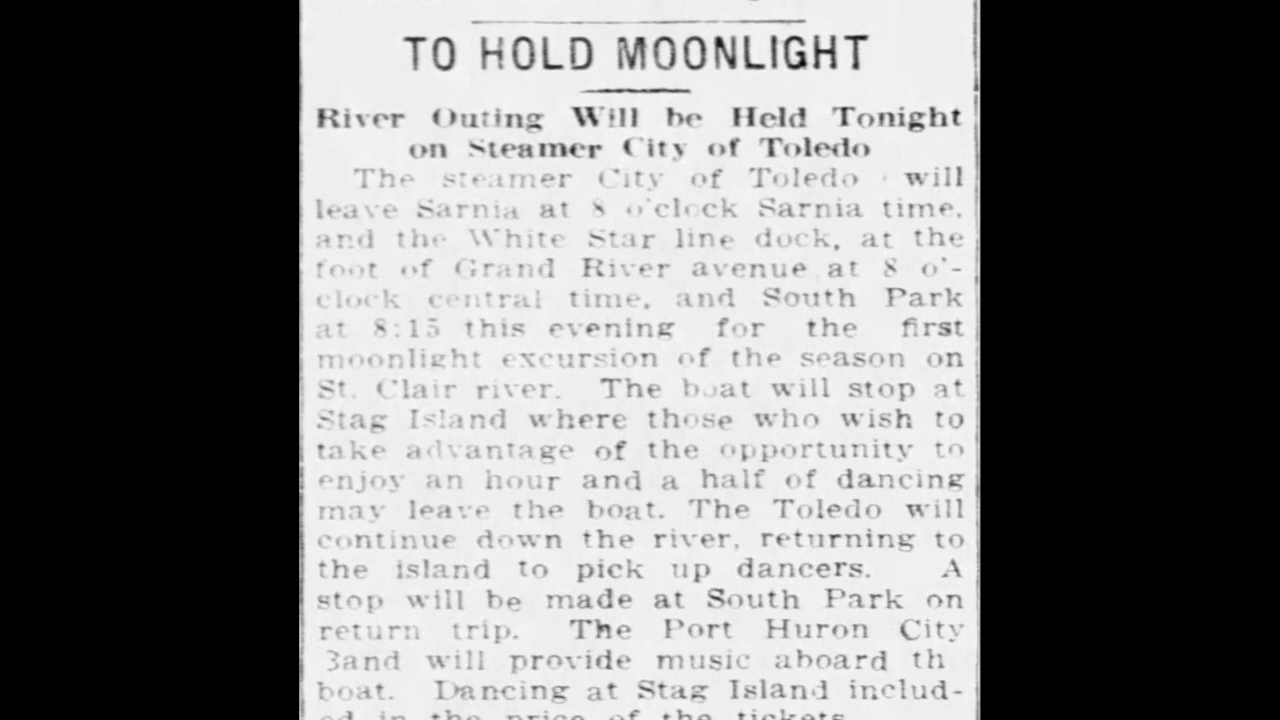 TO HOLD MOONLIGHT
River Outing Will be Held Tonight
on Steamer City of Toledo
The steamer City of Toledo will
leave Sarnia at 8 o'clock Sarnia time,
and the White Star line dock, at the
foot of Grand River avenue at 8 o'-
clock central time, and South Park
at 8:15 this evening for the first
moonlight excursion of the season on
St. Clair river. The boat will stop at
Stag Island where those who wish to
take advantage of the opportunity to
enjoy an hour and a half of dancing
may leave the boat. The Toledo will
continue down the river, returning to
the island to pick up dancers. A
stop will be made at South Park on
return trip. The Port Huron City
Band will provide music aboard th
boat. Dancing at Stag Island includ-
ed in the price of the tickets.